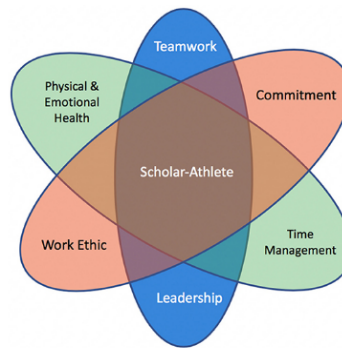 Teamwork
Physical &
Emotional
Health
Commitment
Scholar-Athlete
Work Ethic
Time
Management
Leadership